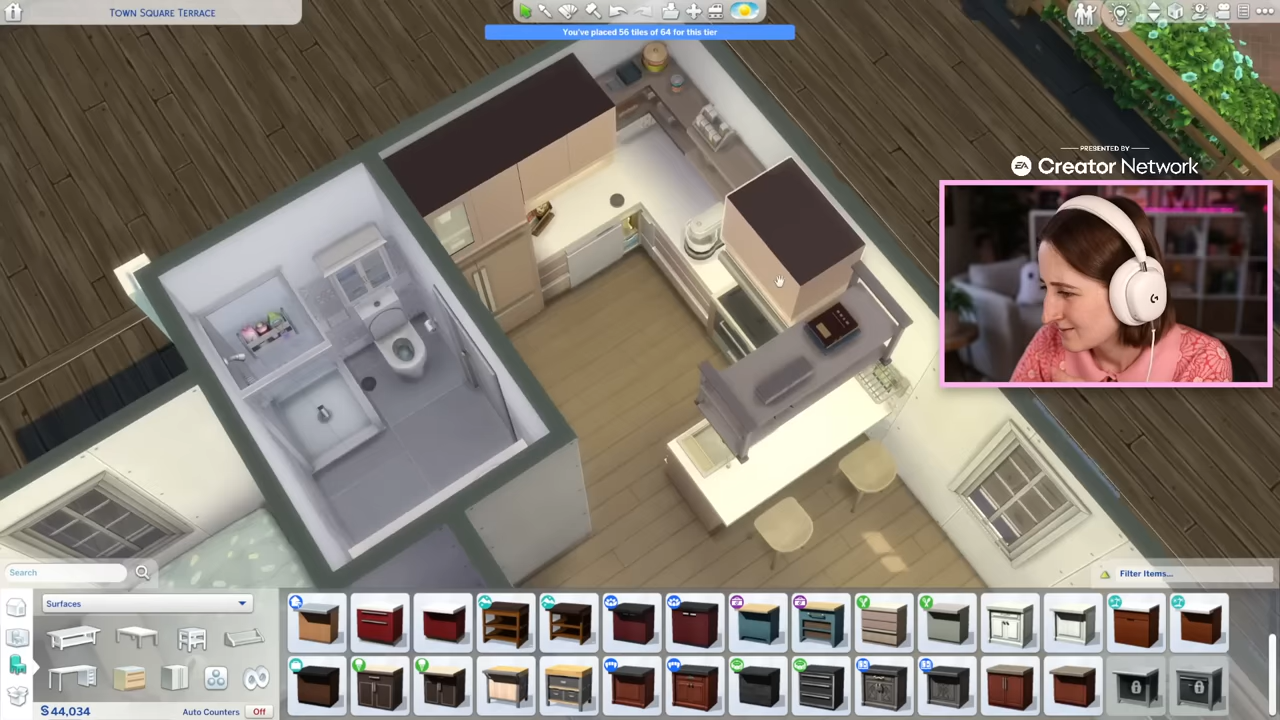 TOWN SQUARE TERRACE
You've placed 56 tiles of 64 for this tier
PRESENTED BY
EA Creator Network
Search
Filter Items...
Surfaces
§44,034
Auto Counters Off